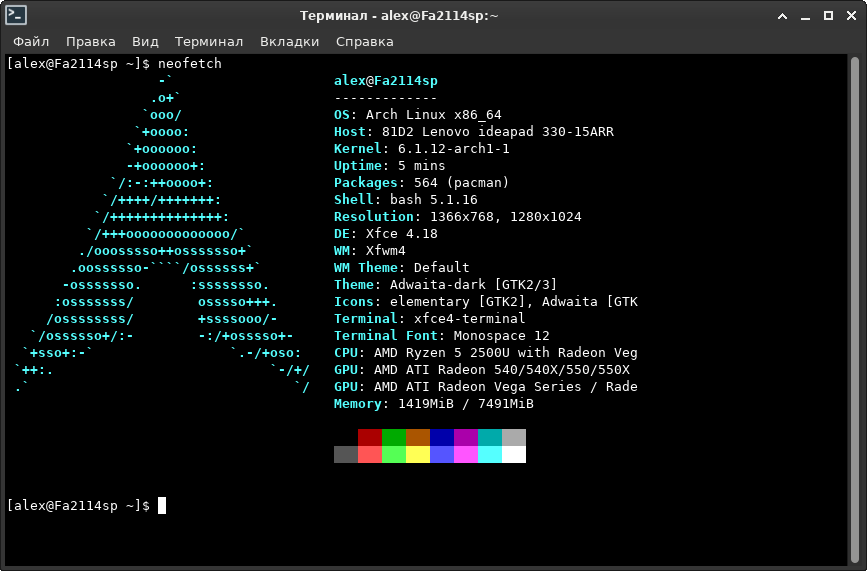 Терминал - alex@Fa2114sp:~
Файл Правка Вид Терминал Вкладки Справка
[alex@Fa2114sp ~]$ neofetch
                   -`                    alex@Fa2114sp
                  .o+`                   -------------
                 `ooo/                   OS: Arch Linux x86_64
                `+oooo:                  Host: 81D2 Lenovo ideapad 330-15ARR
               `+oooooo:                 Kernel: 6.1.12-arch1-1
               -+oooooo+:                Uptime: 5 mins
             `/:-:++oooo+:               Packages: 564 (pacman)
            `/++++/+++++++:              Shell: bash 5.1.16
           `/++++++++++++++:             Resolution: 1366x768, 1280x1024
          `/+++ooooooooooooo/`           DE: Xfce 4.18
         ./ooosssso++osssssso+`          WM: Xfwm4
        .oossssso-````/ossssss+`         WM Theme: Default
       -osssssso.      :ssssssso.        Theme: Adwaita-dark [GTK2/3]
      :osssssss/        osssso+++.       Icons: elementary [GTK2], Adwaita [GTK
     /ossssssss/        +ssssooo/-       Terminal: xfce4-terminal
   `/ossssso+/:-        -:/+osssso+-     Terminal Font: Monospace 12
  `+sso+:-`                 `.-/+oso:    CPU: AMD Ryzen 5 2500U with Radeon Veg
 `++:.                           `-/+/   GPU: AMD ATI Radeon 540/540X/550/550X
 .`                                 `/   GPU: AMD ATI Radeon Vega Series / Rade
                                         Memory: 1419MiB / 7491MiB
[alex@Fa2114sp ~]$